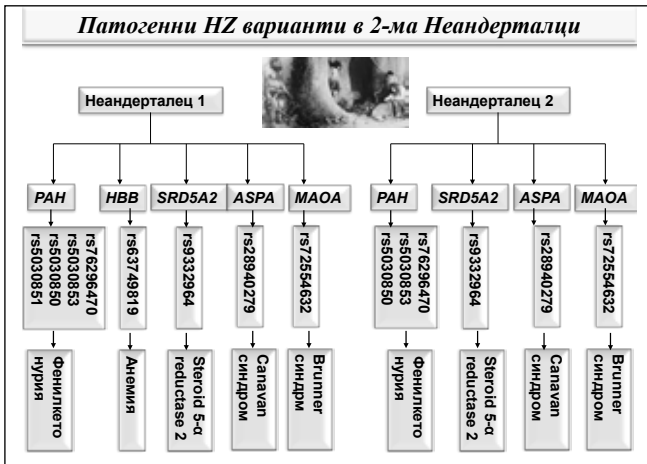 Патогенни HZ варианти в 2-ма Неандерталци
Неандерталец 1
Неандерталец 2
PAH
HBB
SRD5A2
ASPA
MAOA
PAH
SRD5A2
ASPA
MAOA
rs76296470
rs5030853
rs5030850
rs5030851
rs63749819
rs9332964
rs28940279
rs72554632
rs76296470
rs5030853
rs5030850
rs9332964
rs28940279
rs72554632
Фенилкето
нурия
Анемия
Steroid 5-α
reductase 2
Canavan
синдром
Brunner
синдрм
Фенилкето
нурия
Steroid 5-α
reductase 2
Canavan
синдром
Brunner
синдром